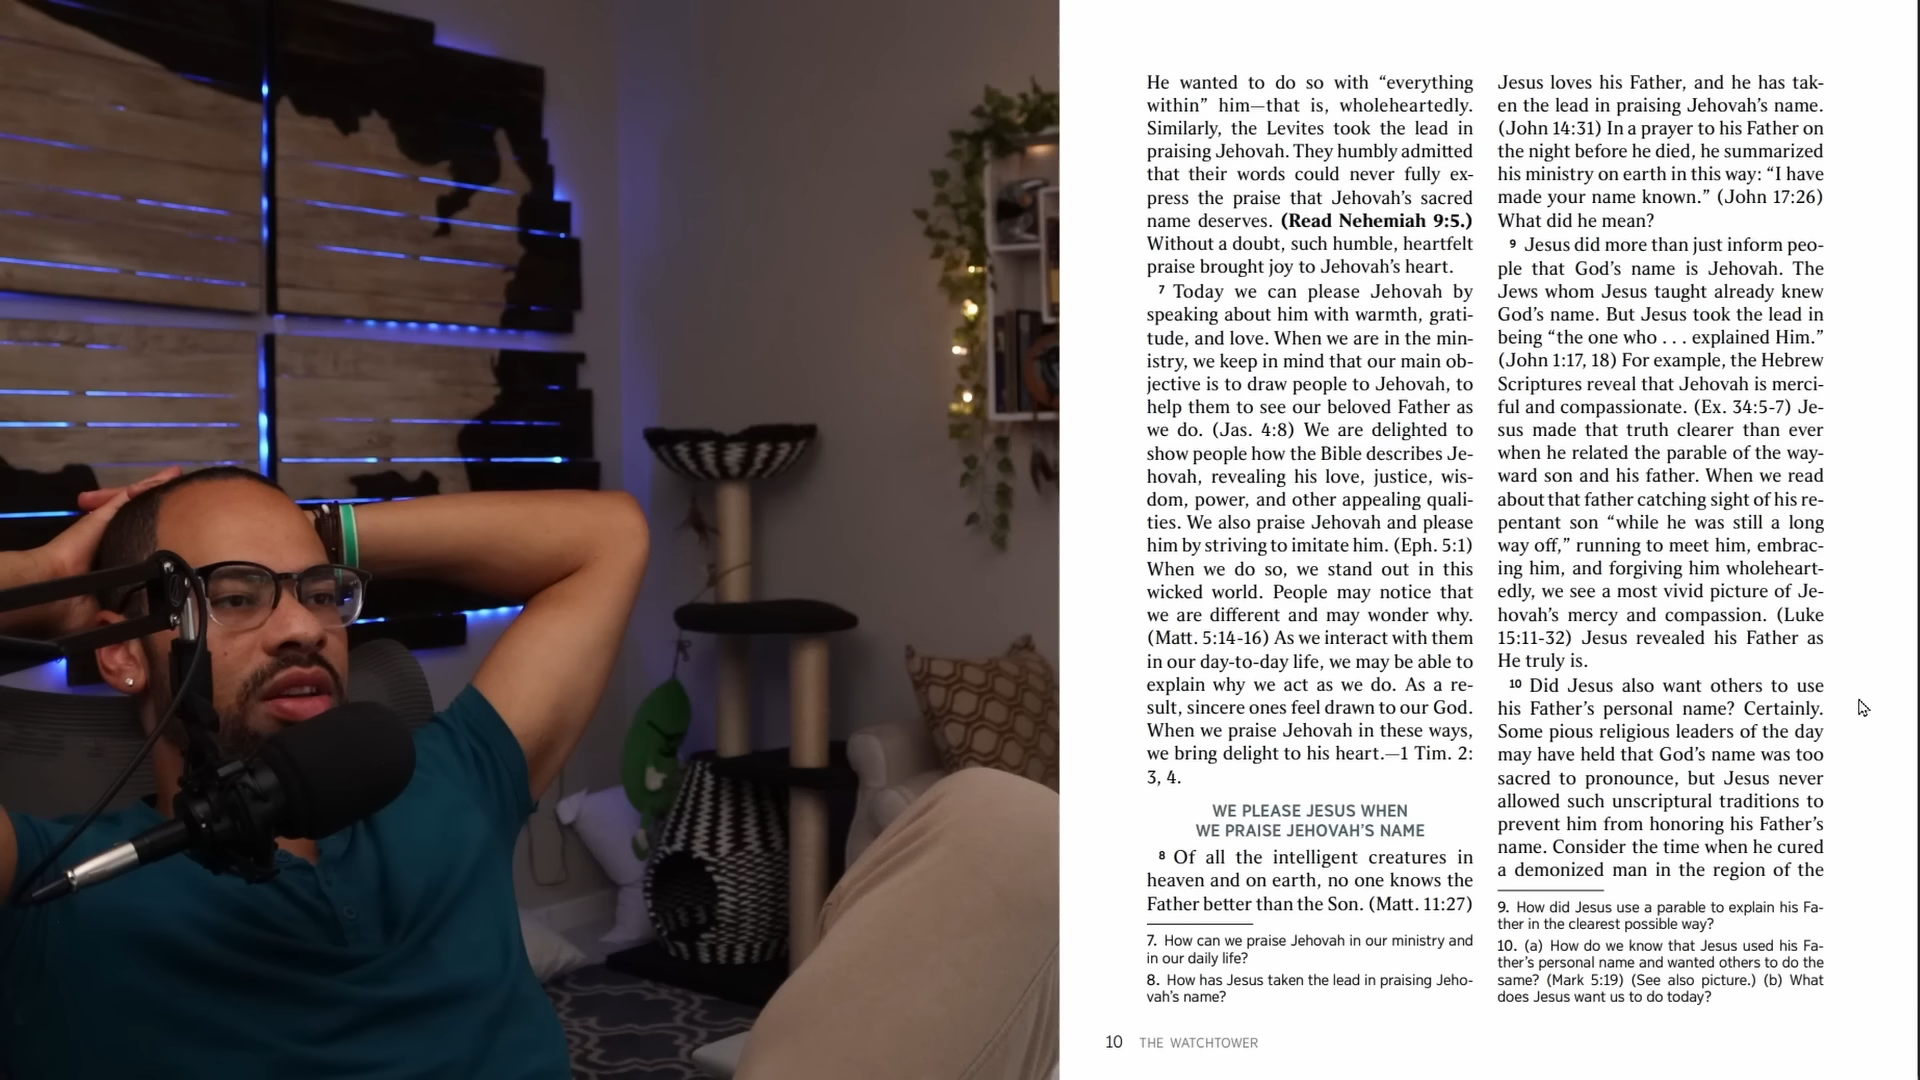 He wanted to do so with “everything
within” him—that is, wholeheartedly.
Similarly, the Levites took the lead in
praising Jehovah. They humbly admitted
that their words could never fully ex-
press the praise that Jehovah’s sacred
name deserves. (Read Nehemiah 9:5.)
Without a doubt, such humble, heartfelt
praise brought joy to Jehovah’s heart.
7 Today we can please Jehovah by
speaking about him with warmth, grati-
tude, and love. When we are in the min-
istry, we keep in mind that our main ob-
jective is to draw people to Jehovah, to
help them to see our beloved Father as
we do. (Jas. 4:8) We are delighted to
show people how the Bible describes Je-
hovah, revealing his love, justice, wis-
dom, power, and other appealing quali-
ties. We also praise Jehovah and please
him by striving to imitate him. (Eph. 5:1)
When we do so, we stand out in this
wicked world. People may notice that
we are different and may wonder why.
(Matt. 5:14-16) As we interact with them
in our day-to-day life, we may be able to
explain why we act as we do. As a re-
sult, sincere ones feel drawn to our God.
When we praise Jehovah in these ways,
we bring delight to his heart.—1 Tim. 2:
3, 4.
WE PLEASE JESUS WHEN
WE PRAISE JEHOVAH’S NAME
8 Of all the intelligent creatures in
heaven and on earth, no one knows the
Father better than the Son. (Matt. 11:27)
7. How can we praise Jehovah in our ministry and
in our daily life?
8. How has Jesus taken the lead in praising Jeho-
vah’s name?
Jesus loves his Father, and he has tak-
en the lead in praising Jehovah’s name.
(John 14:31) In a prayer to his Father on
the night before he died, he summarized
his ministry on earth in this way: “I have
made your name known.” (John 17:26)
What did he mean?
9 Jesus did more than just inform peo-
ple that God’s name is Jehovah. The
Jews whom Jesus taught already knew
God’s name. But Jesus took the lead in
being “the one who . . . explained Him.”
(John 1:17, 18) For example, the Hebrew
Scriptures reveal that Jehovah is merci-
ful and compassionate. (Ex. 34:5-7) Je-
sus made that truth clearer than ever
when he related the parable of the way-
ward son and his father. When we read
about that father catching sight of his re-
pentant son “while he was still a long
way off,” running to meet him, embrac-
ing him, and forgiving him wholeheart-
edly, we see a most vivid picture of Je-
hovah’s mercy and compassion. (Luke
15:11-32) Jesus revealed his Father as
He truly is.
10 Did Jesus also want others to use
his Father’s personal name? Certainly.
Some pious religious leaders of the day
may have held that God’s name was too
sacred to pronounce, but Jesus never
allowed such unscriptural traditions to
prevent him from honoring his Father’s
name. Consider the time when he cured
a demonized man in the region of the
9. How did Jesus use a parable to explain his Fa-
ther in the clearest possible way?
10. (a) How do we know that Jesus used his Fa-
ther’s personal name and wanted others to do the
same? (Mark 5:19) (See also picture.) (b) What
does Jesus want us to do today?
10 THE WATCHTOWER